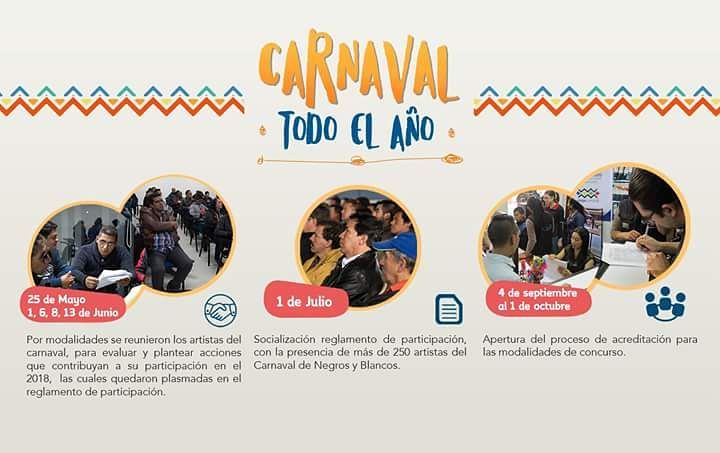 CARNAVAL
TODO EL AÑO
25 de Mayo
1, 6, 8, 13 de Junio
Por modalidades se reunieron los artistas del
carnaval, para evaluar y plantear acciones
que contribuyan a su participación en el
2018, las cuales quedaron plasmadas en el
reglamento de participación.
1 de Julio
Socialización reglamento de participación,
con la presencia de más de 250 artistas del
Carnaval de Negros y Blancos.
4 de septiembre
al 1 de octubre
Apertura del proceso de acreditación para
las modalidades de concurso.